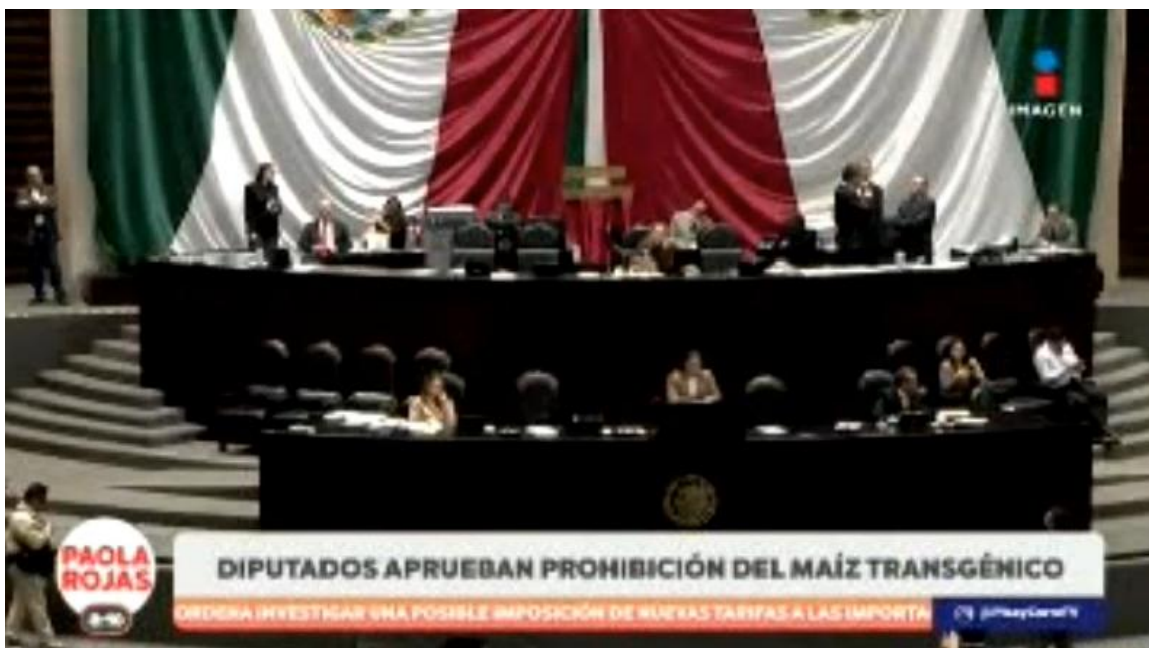 IMAGEN
DIPUTADOS APRUEBAN PROHIBICIÓN DEL MAÍZ TRANSGÉNICO
PAOLA
ROJAS
ORDENA INVESTIGAR UNA POSIBLE IMPOSICIÓN DE NUEVAS TARIFAS A LAS IMPORTA